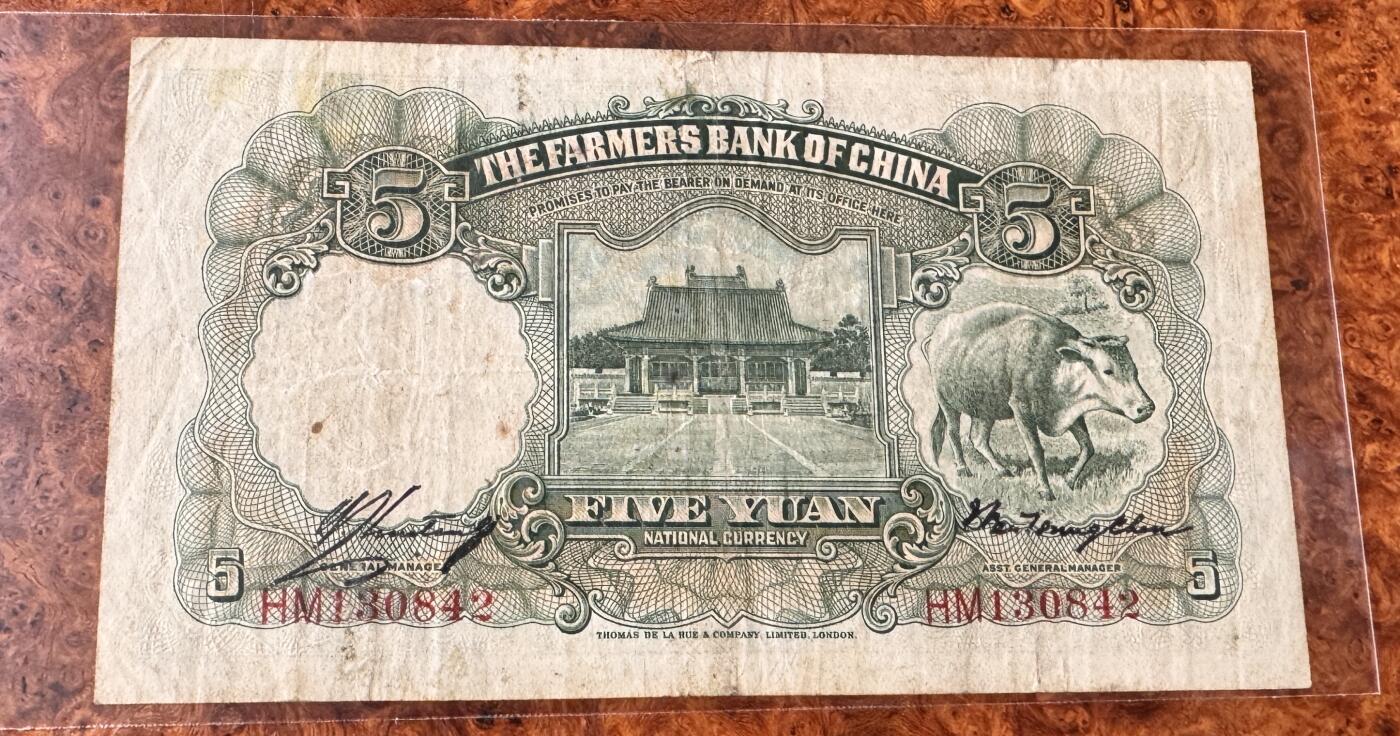 THE FARMERS BANK OF CHINA
5
5
PROMISES TO PAY THE BEARER ON DEMAND AT ITS OFFICE HERE
FIVE YUAN
NATIONAL CURRENCY
GENERAL MANAGER
ASST. GENERAL MANAGER
5
5
HM130842
HM130842
THOMAS DE LA RUE & COMPANY, LIMITED, LONDON.